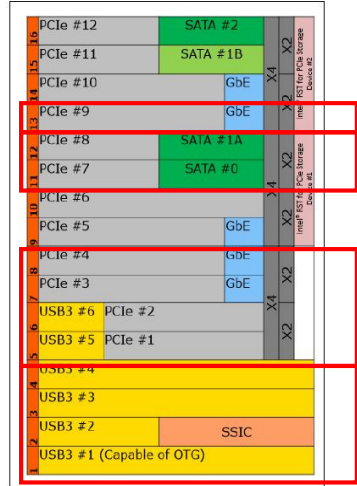 16 PCIe #12 SATA #2
15 PCIe #11 SATA #1B
14 PCIe #10 GbE
13 PCIe #9 GbE
X4 X2 X2 Intel® RST for PCIe Storage Device #2
12 PCIe #8 SATA #1A
11 PCIe #7 SATA #0
10 PCIe #6
9 PCIe #5 GbE
X4 X2 Intel® RST for PCIe Storage Device #1
8 PCIe #4 GbE
7 PCIe #3 GbE
6 USB3 #6 PCIe #2
5 USB3 #5 PCIe #1
X4 X2 X2
4 USB3 #4
3 USB3 #3
2 USB3 #2 SSIC
1 USB3 #1 (Capable of OTG)